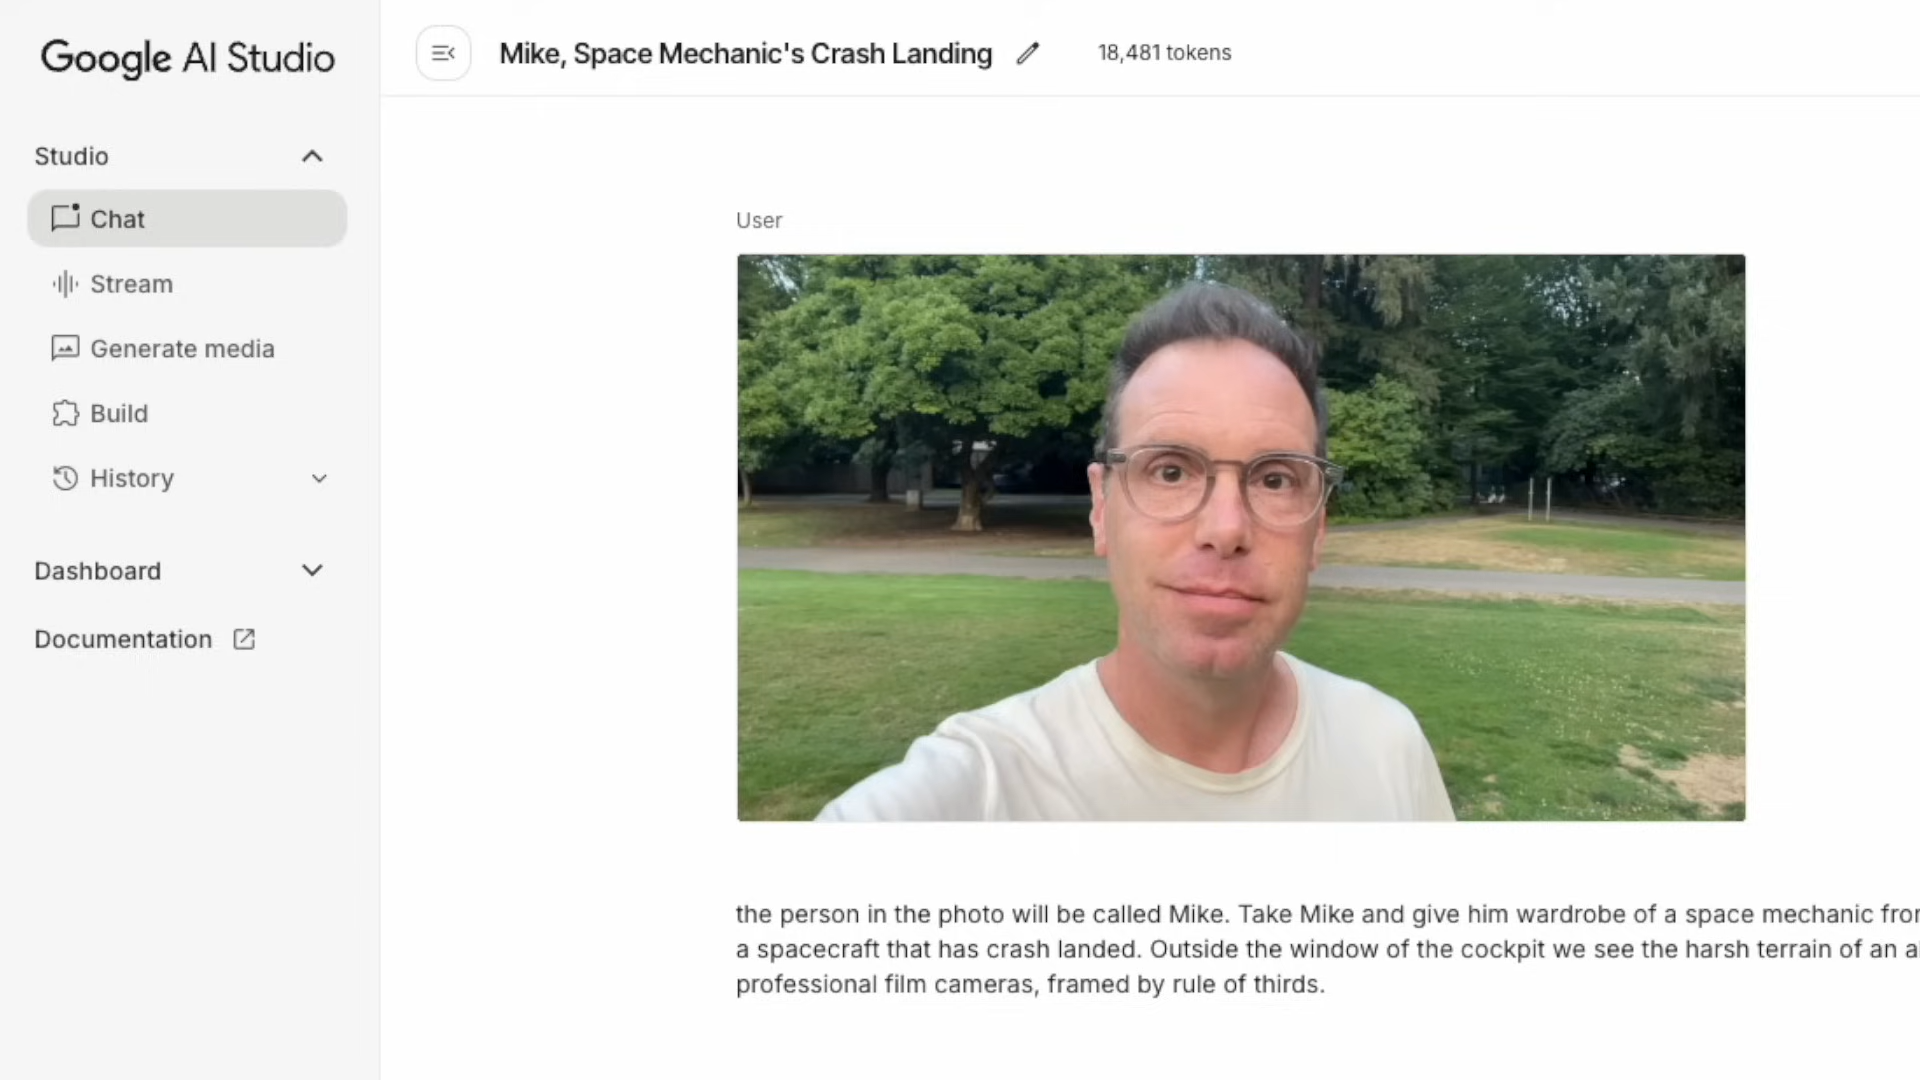 Google AI Studio
Studio
Chat
Stream
Generate media
Build
History
Dashboard
Documentation
Mike, Space Mechanic's Crash Landing
18,481 tokens
User
the person in the photo will be called Mike. Take Mike and give him wardrobe of a space mechanic
a spacecraft that has crash landed. Outside the window of the cockpit we see the harsh terrain of an
professional film cameras, framed by rule of thirds.